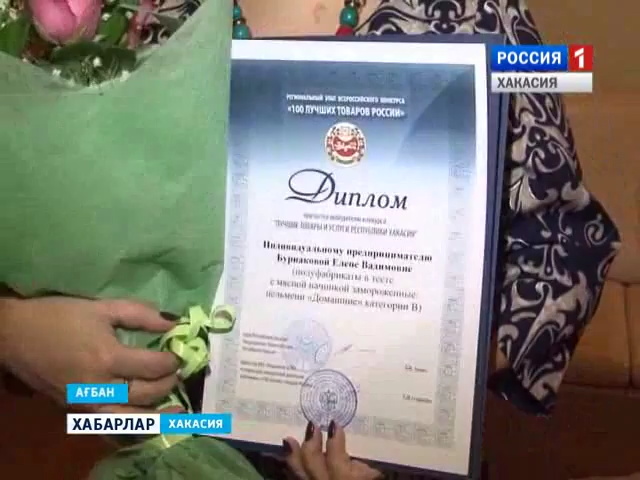 РОССИЯ 1
ХАКАСИЯ
РЕГИОНАЛЬНЫЙ ЭТАП ВСЕРОССИЙСКОГО КОНКУРСА
«100 ЛУЧШИХ ТОВАРОВ РОССИИ»
Диплом
"ЛУЧШИЕ ТОВАРЫ И УСЛУГИ РЕСПУБЛИКИ ХАКАСИЯ"
Индивидуальному предпринимателю
Бурнаковой Елене Вадимовне
(полуфабрикаты в тесте
с мясной начинкой замороженные:
пельмени «Домашние» категории В)
АҒБАН
ХАБАРЛАР ХАКАСИЯ